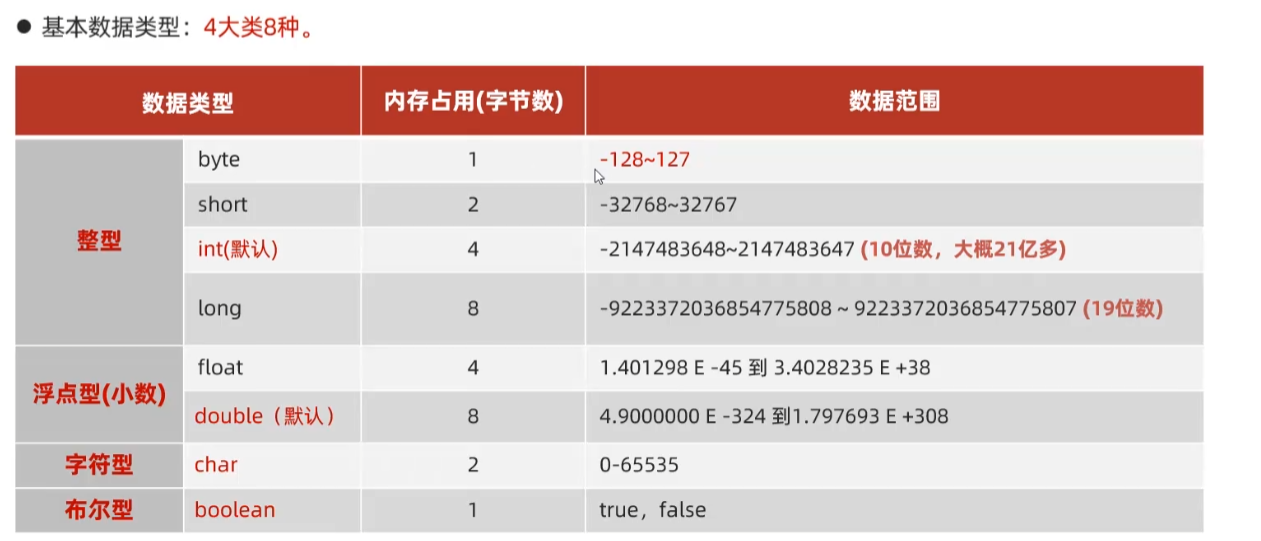 ● 基本数据类型：4大类8种。
数据类型 内存占用(字节数) 数据范围
整型 byte 1 -128~127
short 2 -32768~32767
int(默认) 4 -2147483648~2147483647 (10位数，大概21亿多)
long 8 -9223372036854775808 ~ 9223372036854775807 (19位数)
浮点型(小数) float 4 1.401298 E -45 到 3.4028235 E +38
double（默认） 8 4.9000000 E -324 到1.797693 E +308
字符型 char 2 0-65535
布尔型 boolean 1 true，false